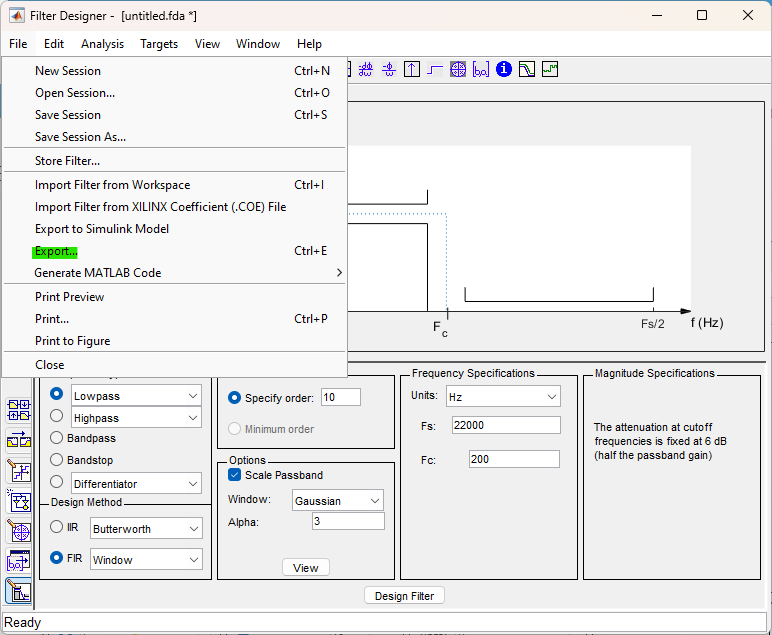 Filter Designer - [untitled.fda *]
File Edit Analysis Targets View Window Help
New Session Ctrl+N
Open Session... Ctrl+O
Save Session Ctrl+S
Save Session As...
Store Filter...
Import Filter from Workspace Ctrl+I
Import Filter from XILINX Coefficient (.COE) File
Export to Simulink Model
Export... Ctrl+E
Generate MATLAB Code
Print Preview
Print... Ctrl+P
Print to Figure
Close
Fc
Fs/2
f (Hz)
Lowpass
Highpass
Bandpass
Bandstop
Differentiator
Design Method
IIR Butterworth
FIR Window
Specify order: 10
Minimum order
Options
Scale Passband
Window: Gaussian
Alpha: 3
View
Frequency Specifications
Units: Hz
Fs: 22000
Fc: 200
Magnitude Specifications
The attenuation at cutoff
frequencies is fixed at 6 dB
(half the passband gain)
Design Filter
Ready